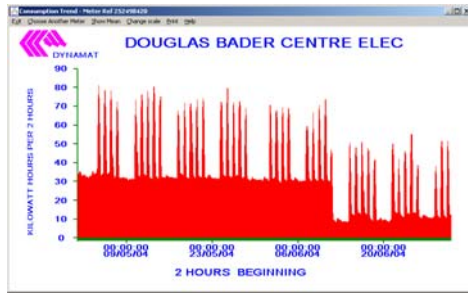 Consumption Trend - Meter Ref 2524984520
Exit Choose Another Meter Show Mean Change scale Print Help
DYNAMAT
DOUGLAS BADER CENTRE ELEC
KILOWATT HOURS PER 2 HOURS
90
80
70
60
50
40
30
20
10
0
00:00:00 00:00:00 00:00:00 00:00:00
09/05/04 23/05/04 06/06/04 20/06/04
2 HOURS BEGINNING